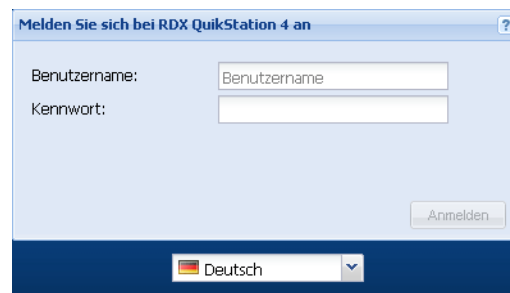 Melden Sie sich bei RDX QuikStation 4 an ?
Benutzername: Benutzername
Kennwort:
Anmelden
Deutsch